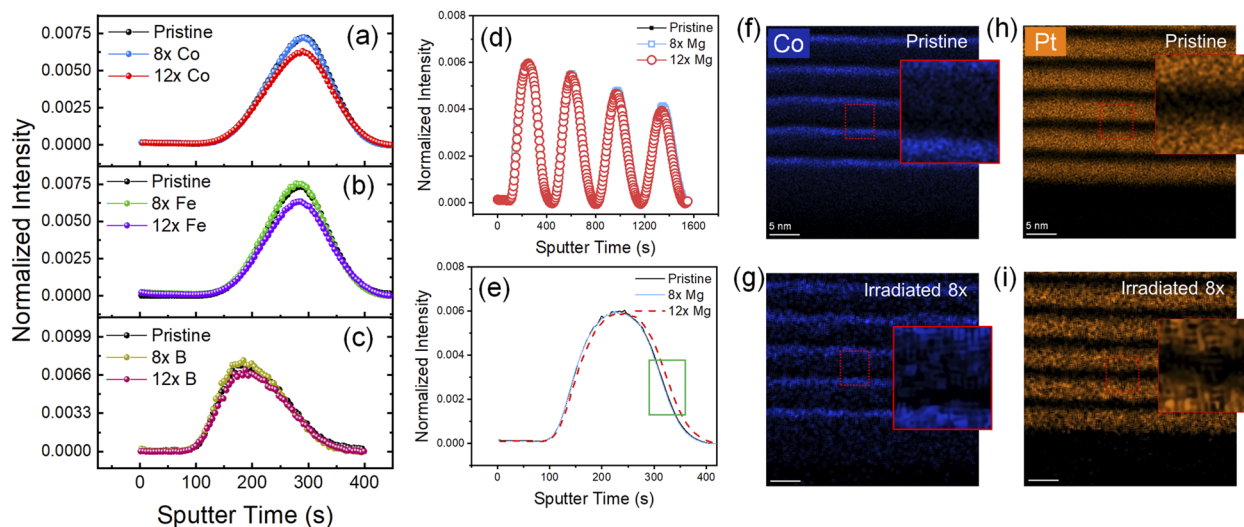 Normalized Intensity
0.0075
0.0050
0.0025
0.0000
Pristine
8x Co
12x Co
(a)
0.0075
0.0050
0.0025
0.0000
Pristine
8x Fe
12x Fe
(b)
0.0099
0.0066
0.0033
0.0000
Pristine
8x B
12x B
(c)
0 100 200 300 400
Sputter Time (s)
(d)
Normalized Intensity
0.008
0.006
0.004
0.002
0.000
Pristine
8x Mg
12x Mg
0 400 800 1200 1600
Sputter Time (s)
(e)
Normalized Intensity
0.008
0.006
0.004
0.002
0.000
Pristine
8x Mg
12x Mg
0 100 200 300 400
Sputter Time (s)
(f)
Co
Pristine
5 nm
(h)
Pt
Pristine
5 nm
(g)
Irradiated 8x
(i)
Irradiated 8x